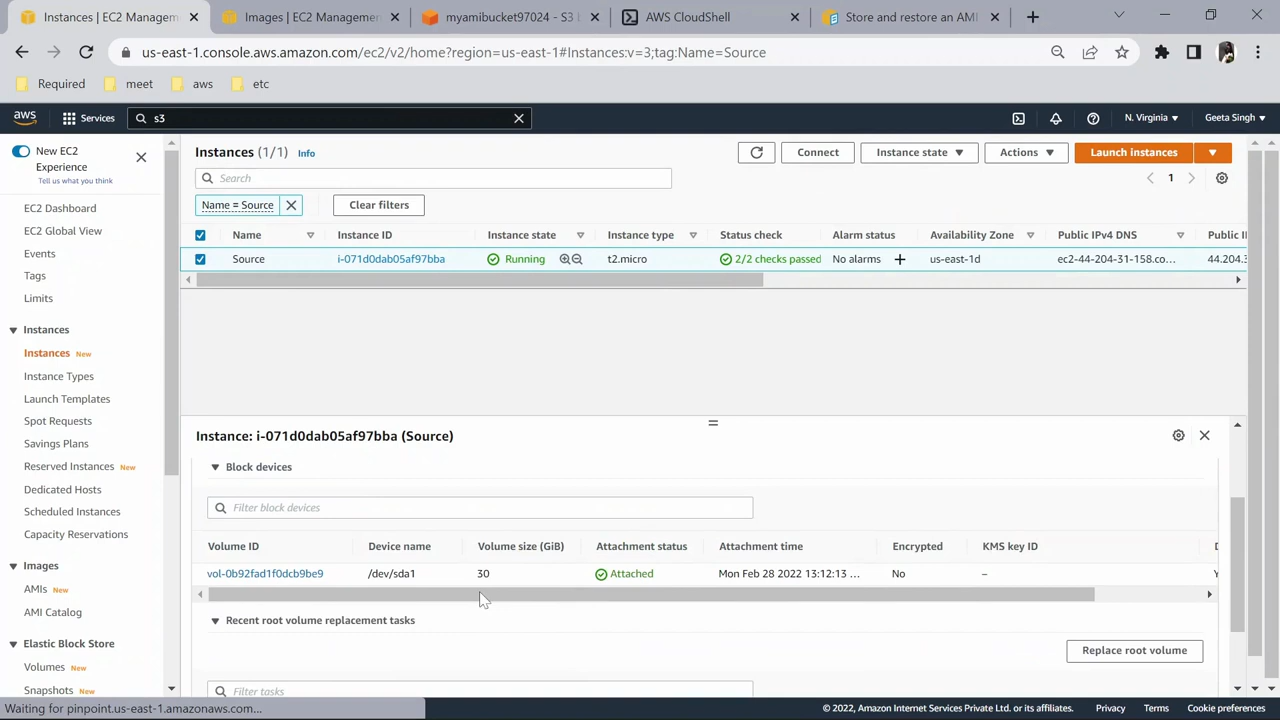 Instances | EC2 Managemen
Images | EC2 Managemen
myamibucket97024 - S3 b
AWS CloudShell
Store and restore an AMI
us-east-1.console.aws.amazon.com/ec2/v2/home?region=us-east-1#Instances:v=3;tag:Name=Source
Required
meet
aws
etc
aws
Services
s3
N. Virginia
Geeta Singh
New EC2
Experience
Tell us what you think
EC2 Dashboard
EC2 Global View
Events
Tags
Limits
Instances
Instances New
Instance Types
Launch Templates
Spot Requests
Savings Plans
Reserved Instances New
Dedicated Hosts
Scheduled Instances
Capacity Reservations
Images
AMIs New
AMI Catalog
Elastic Block Store
Volumes New
Snapshots New
Instances (1/1) Info
Connect
Instance state
Actions
Launch instances
Search
1
Name = Source
Clear filters
Name Instance ID Instance state Instance type Status check Alarm status Availability Zone Public IPv4 DNS Public I
Source i-071d0dab05af97bba Running t2.micro 2/2 checks passed No alarms + us-east-1d ec2-44-204-31-158.co... 44.204.3
Instance: i-071d0dab05af97bba (Source)
Block devices
Filter block devices
Volume ID Device name Volume size (GiB) Attachment status Attachment time Encrypted KMS key ID D
vol-0b92fad1f0dcb9be9 /dev/sda1 30 Attached Mon Feb 28 2022 13:12:13 ... No – Y
Recent root volume replacement tasks
Replace root volume
Filter tasks
Waiting for pinpoint.us-east-1.amazonaws.com...
© 2022, Amazon Internet Services Private Ltd. or its affiliates.
Privacy
Terms
Cookie preferences